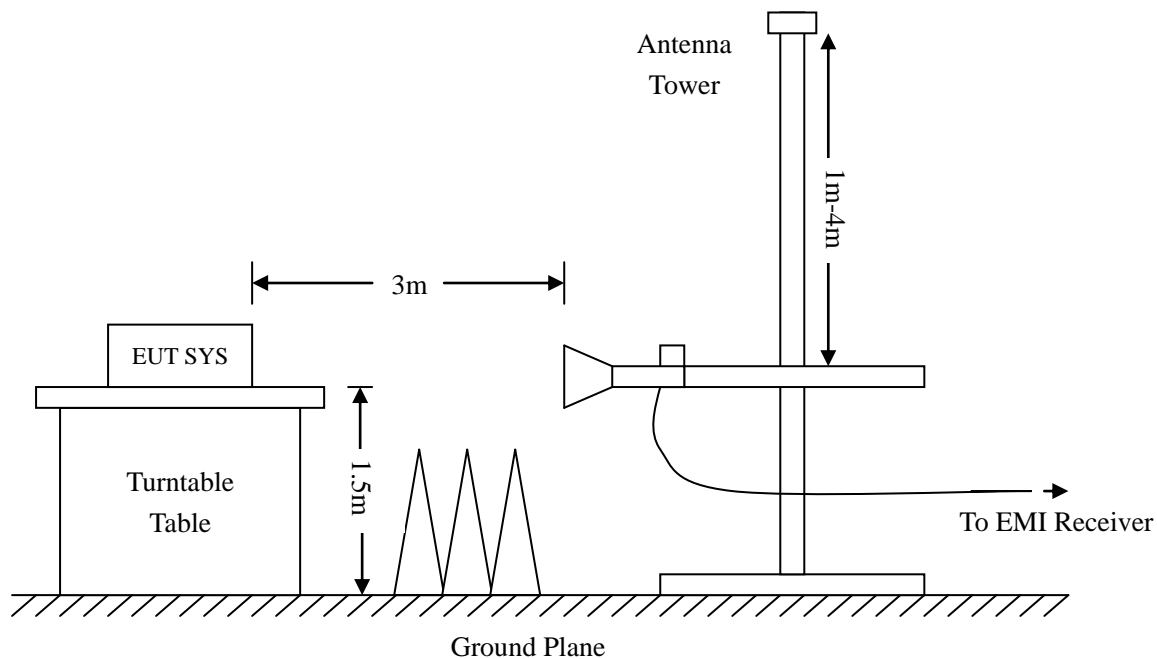 Antenna
Tower
1m-4m
3m
EUT SYS
1.5m
Turntable
Table
To EMI Receiver
Ground Plane